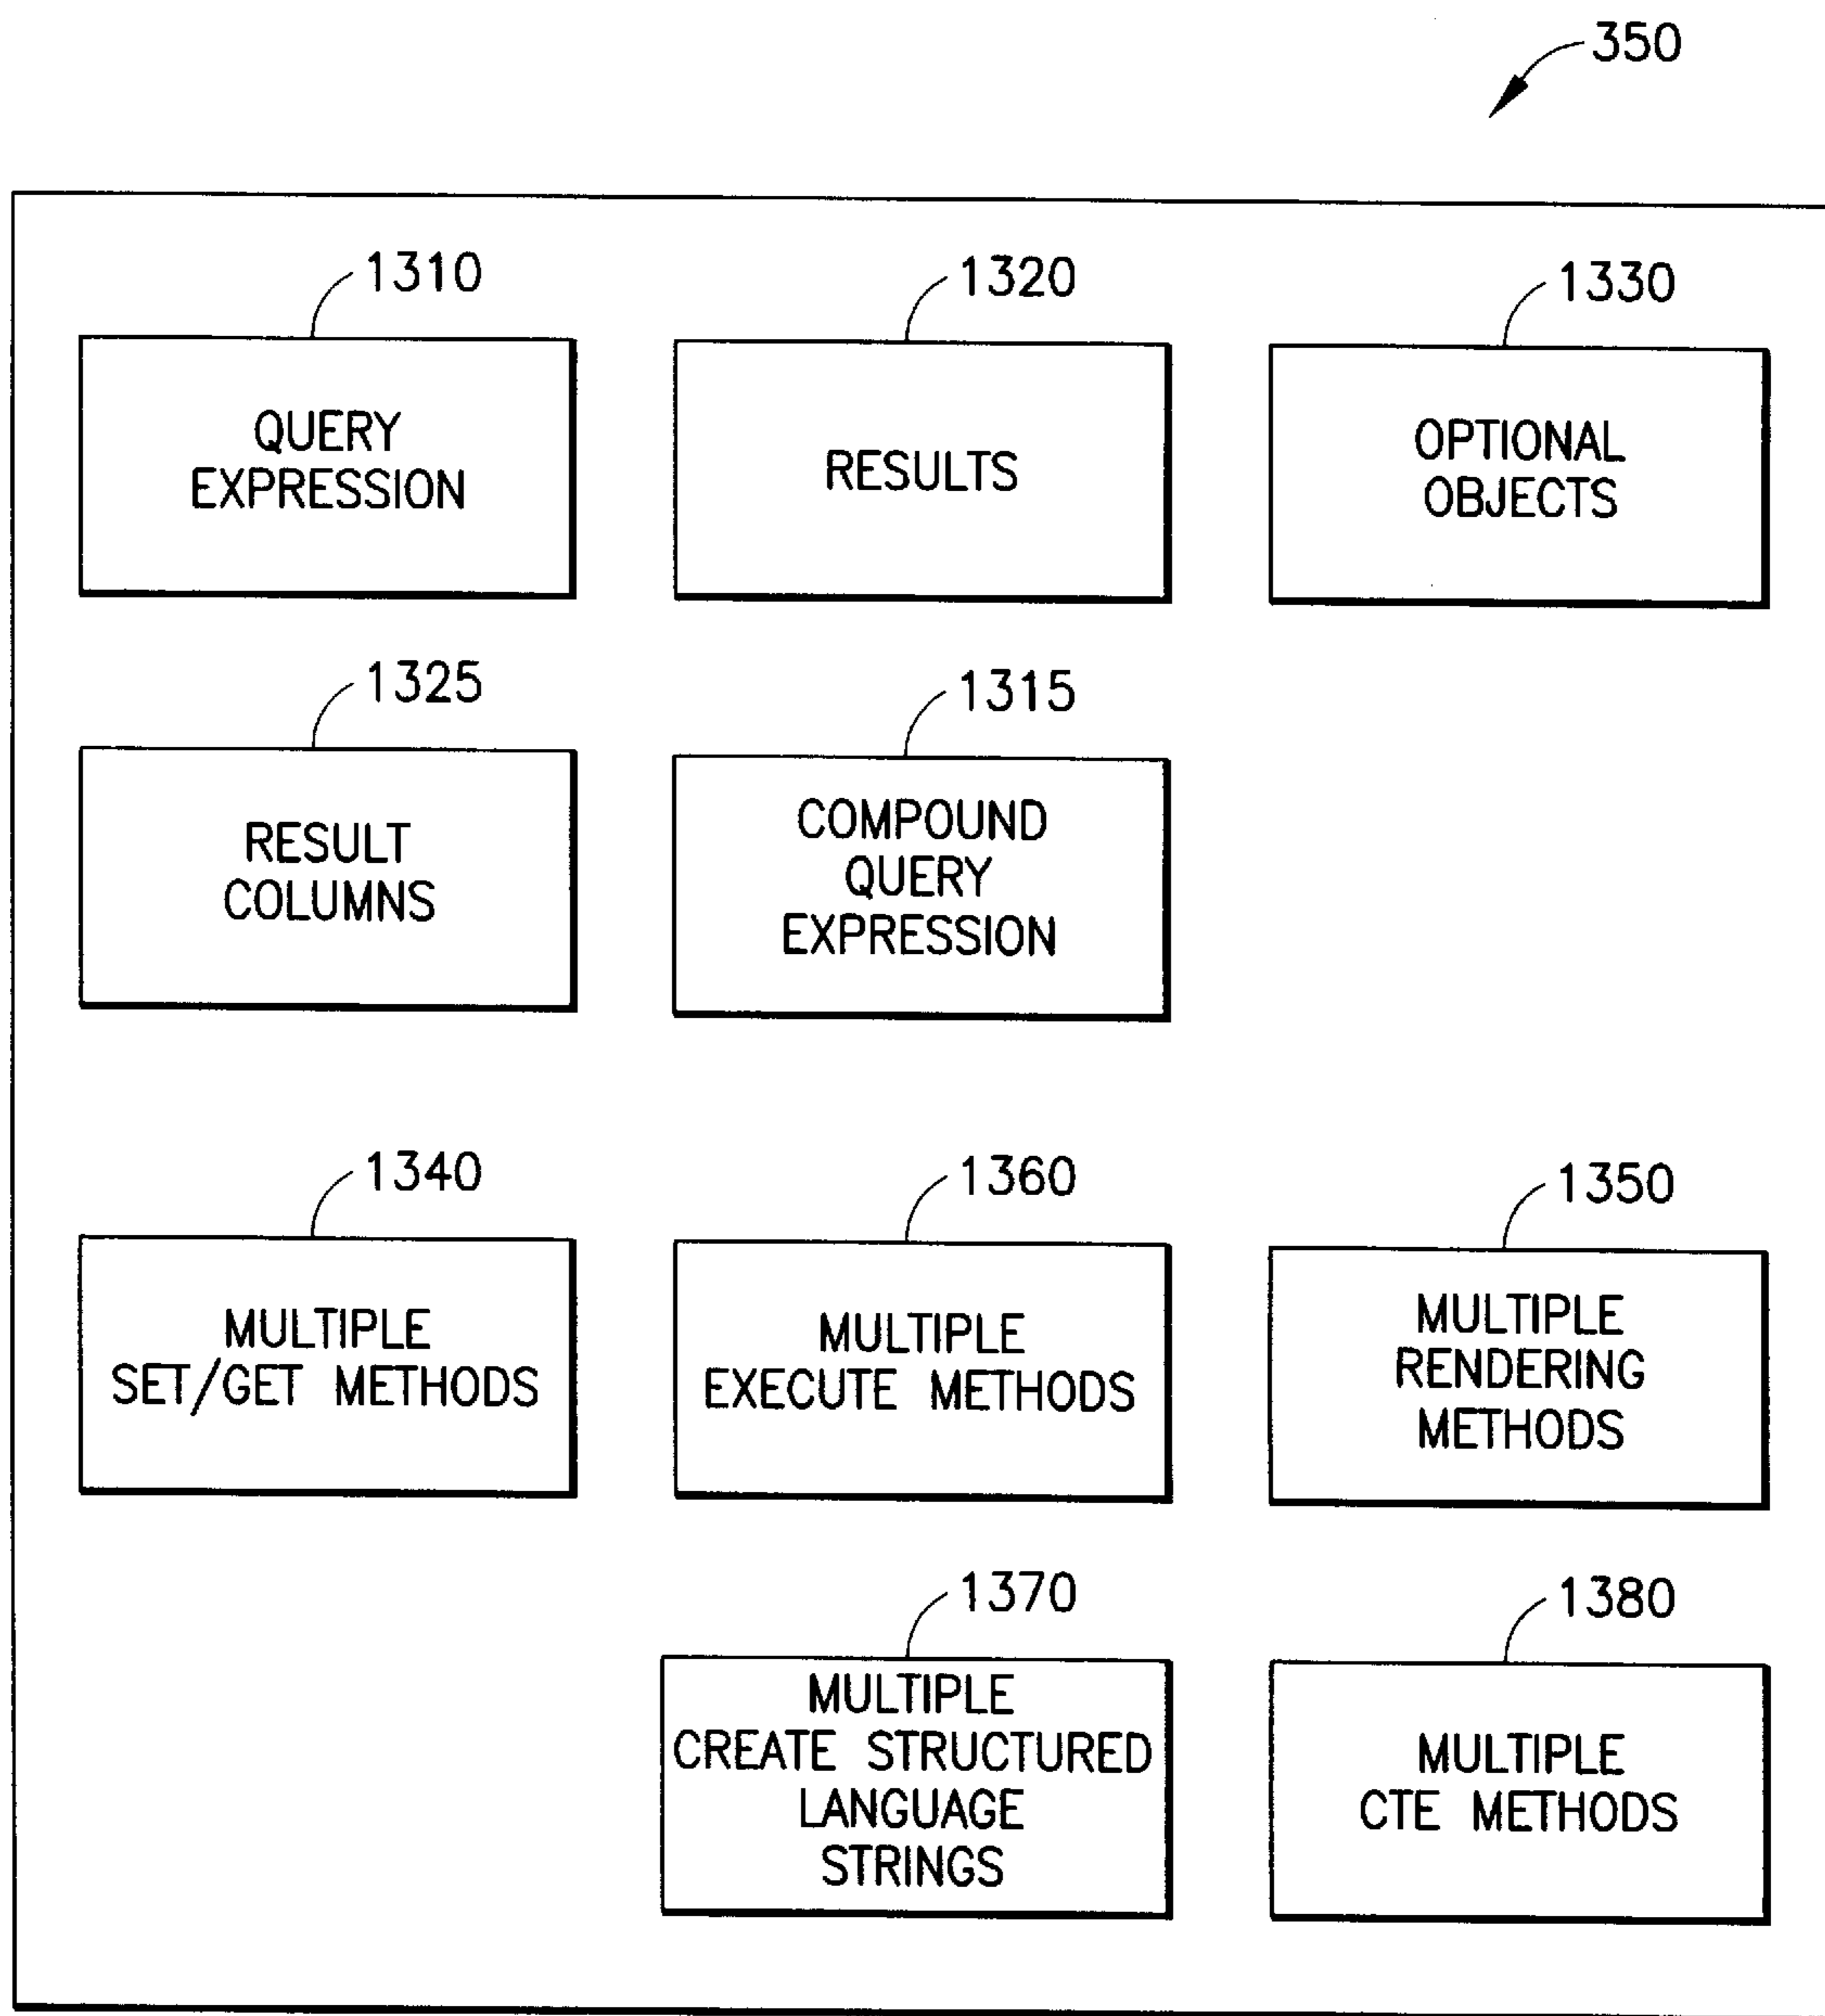 350
1310
QUERY
EXPRESSION
1320
RESULTS
1330
OPTIONAL
OBJECTS
1325
RESULT
COLUMNS
1315
COMPOUND
QUERY
EXPRESSION
1340
MULTIPLE
SET/GET METHODS
1360
MULTIPLE
EXECUTE METHODS
1350
MULTIPLE
RENDERING
METHODS
1370
MULTIPLE
CREATE STRUCTURED
LANGUAGE
STRINGS
1380
MULTIPLE
CTE METHODS